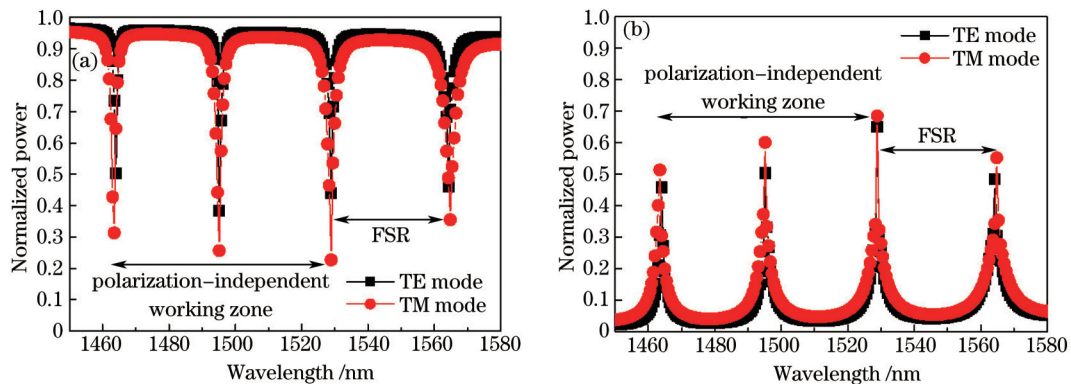 1.0
0.9
0.8
0.7
0.6
0.5
0.4
0.3
0.2
0.1
0
Normalized power
(a)
FSR
polarization-independent
working zone
TE mode
TM mode
1460 1480 1500 1520 1540 1560 1580
Wavelength /nm
1.0
0.9
0.8
0.7
0.6
0.5
0.4
0.3
0.2
0.1
0
Normalized power
(b)
TE mode
TM mode
polarization-independent
working zone
FSR
1460 1480 1500 1520 1540 1560 1580
Wavelength /nm